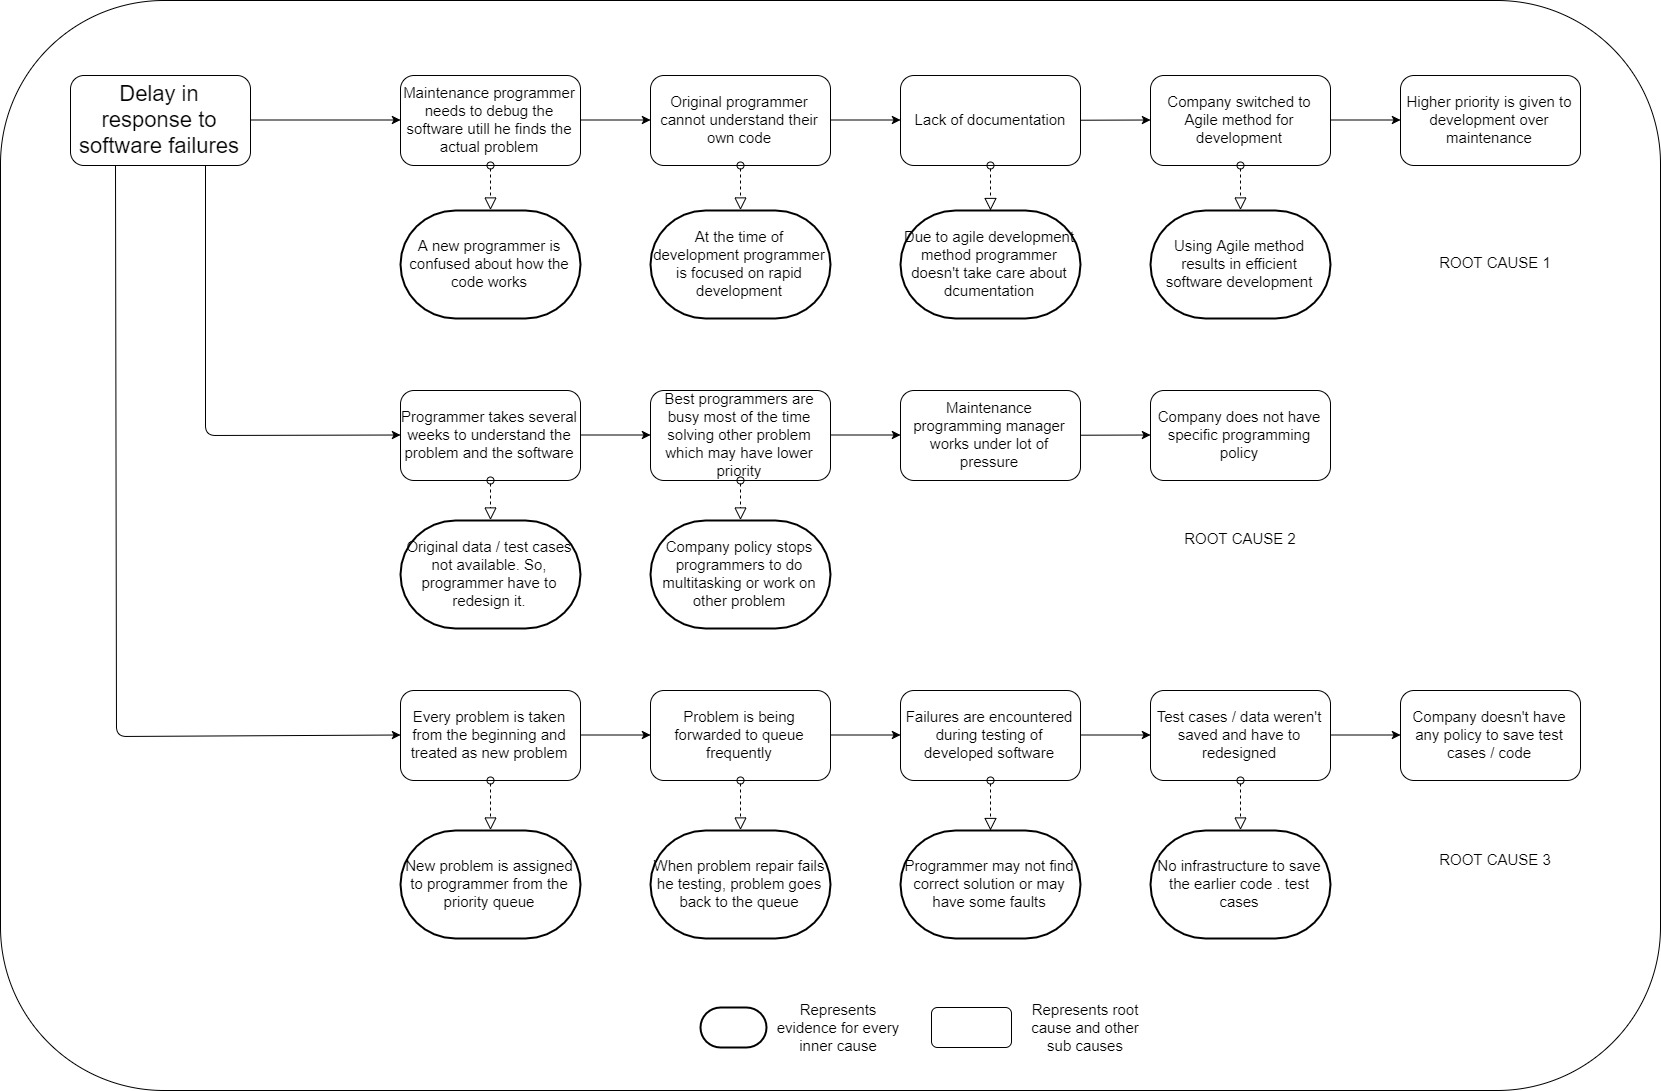 Delay in
response to
software failures
Maintenance programmer
needs to debug the
software utill he finds the
actual problem
Original programmer
cannot understand their
own code
Lack of documentation
Company switched to
Agile method for
development
Higher priority is given to
development over
maintenance
A new programmer is
confused about how the
code works
At the time of
development programmer
is focused on rapid
development
Due to agile development
method programmer
doesn't take care about
dcumentation
Using Agile method
results in efficient
software development
ROOT CAUSE 1
Programmer takes several
weeks to understand the
problem and the software
Best programmers are
busy most of the time
solving other problem
which may have lower
priority
Maintenance
programming manager
works under lot of
pressure
Company does not have
specific programming
policy
Original data / test cases
not available. So,
programmer have to
redesign it.
Company policy stops
programmers to do
multitasking or work on
other problem
ROOT CAUSE 2
Every problem is taken
from the beginning and
treated as new problem
Problem is being
forwarded to queue
frequently
Failures are encountered
during testing of
developed software
Test cases / data weren't
saved and have to
redesigned
Company doesn't have
any policy to save test
cases / code
New problem is assigned
to programmer from the
priority queue
When problem repair fails
he testing, problem goes
back to the queue
Programmer may not find
correct solution or may
have some faults
No infrastructure to save
the earlier code . test
cases
ROOT CAUSE 3
Represents
evidence for every
inner cause
Represents root
cause and other
sub causes